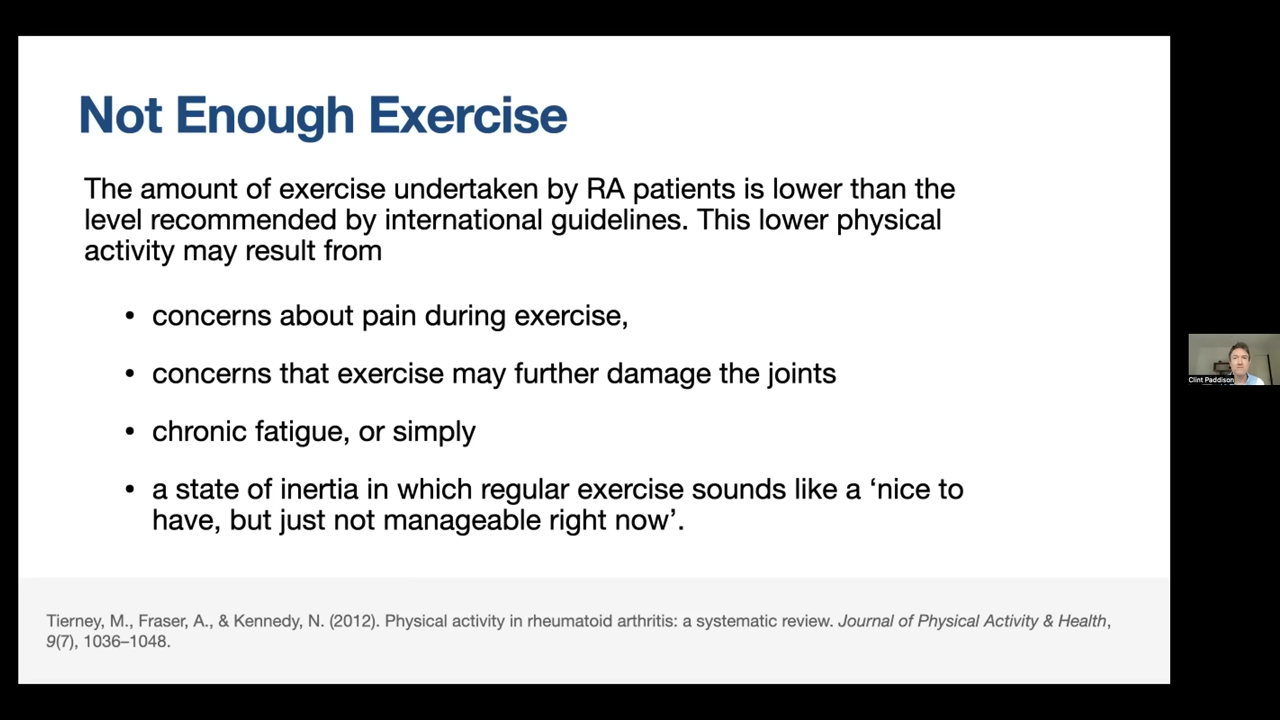 Not Enough Exercise
The amount of exercise undertaken by RA patients is lower than the
level recommended by international guidelines. This lower physical
activity may result from
• concerns about pain during exercise,
• concerns that exercise may further damage the joints
• chronic fatigue, or simply
• a state of inertia in which regular exercise sounds like a ‘nice to
have, but just not manageable right now’.
Clint Paddison
Tierney, M., Fraser, A., & Kennedy, N. (2012). Physical activity in rheumatoid arthritis: a systematic review. Journal of Physical Activity & Health,
9(7), 1036–1048.